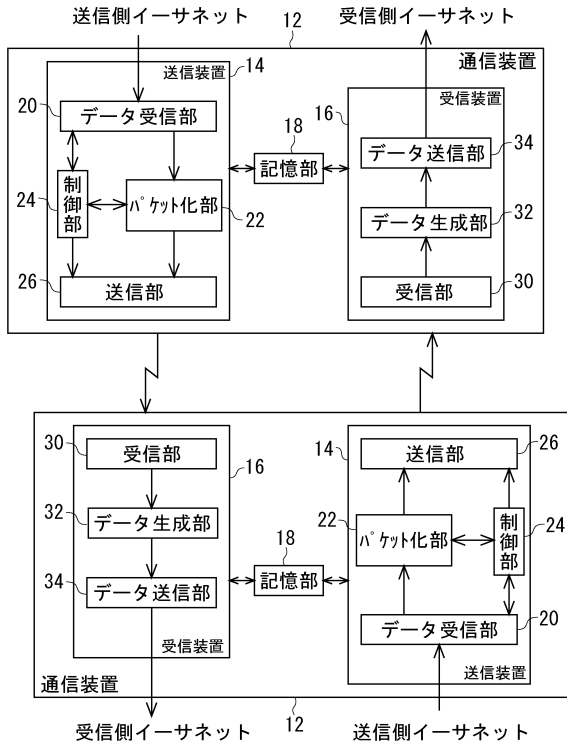 送信側イーサネット
12
受信側イーサネット
通信装置
送信装置
14
20
データ受信部
24
制御部
パケット化部
22
26
送信部
18
記憶部
受信装置
16
データ送信部
34
データ生成部
32
受信部
30
30
受信部
16
32
データ生成部
34
データ送信部
受信装置
18
記憶部
14
送信部
26
22
パケット化部
制御部
24
データ受信部
20
送信装置
通信装置
受信側イーサネット
12
送信側イーサネット